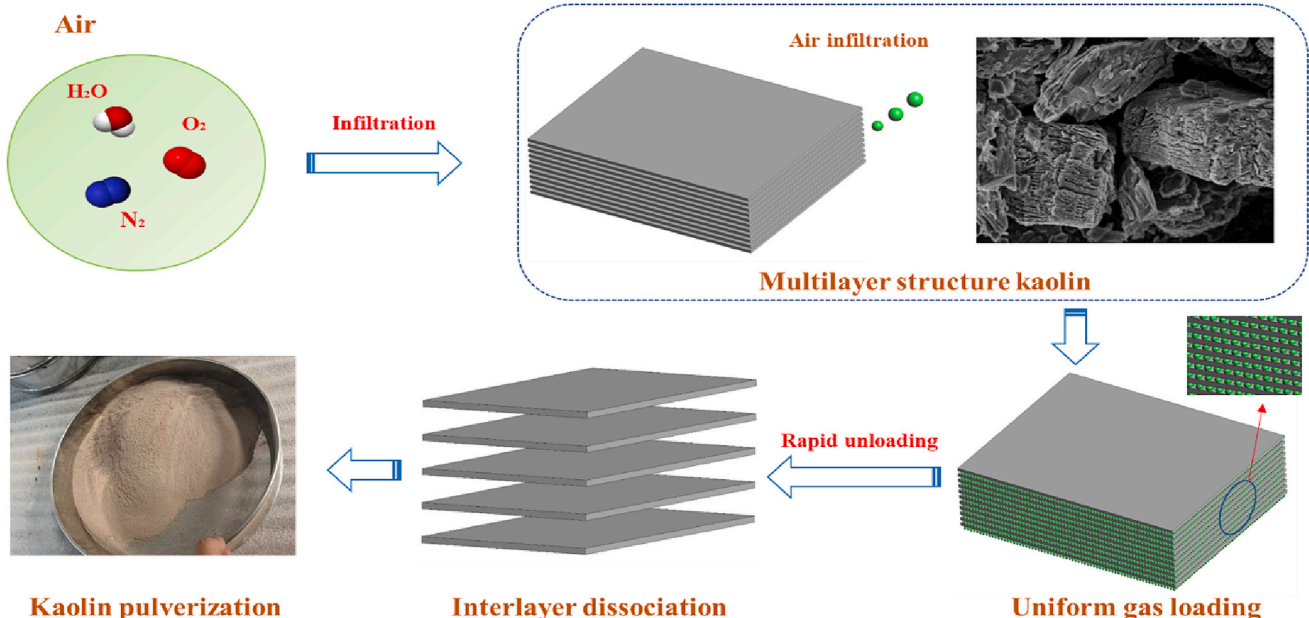 Air
H₂O
O₂
N₂
Infiltration
Air infiltration
Multilayer structure kaolin
Rapid unloading
Kaolin pulverization
Interlayer dissociation
Uniform gas loading